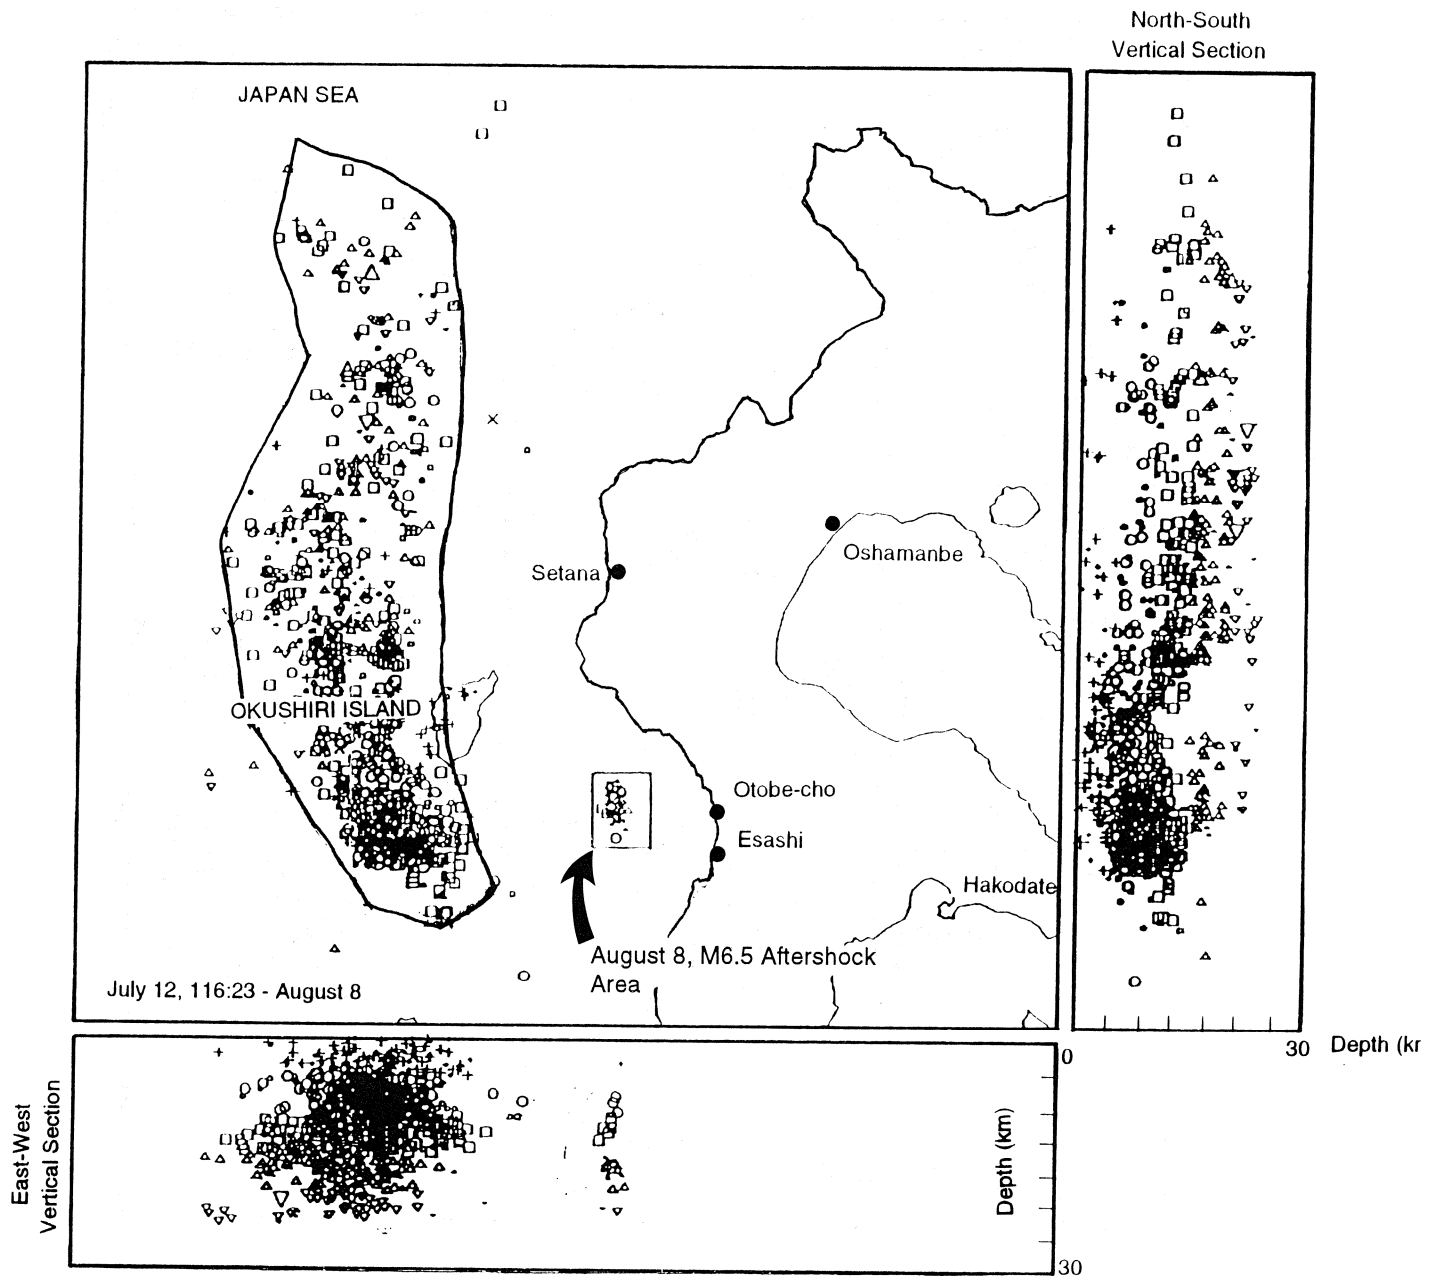 North-South
Vertical Section
JAPAN SEA
Oshamanbe
Setana
OKUSHIRI ISLAND
Otobe-cho
Esashi
Hakodate
August 8, M6.5 Aftershock
Area
July 12, 116:23 - August 8
0
30
Depth (kr
East-West
Vertical Section
Depth (km)
30